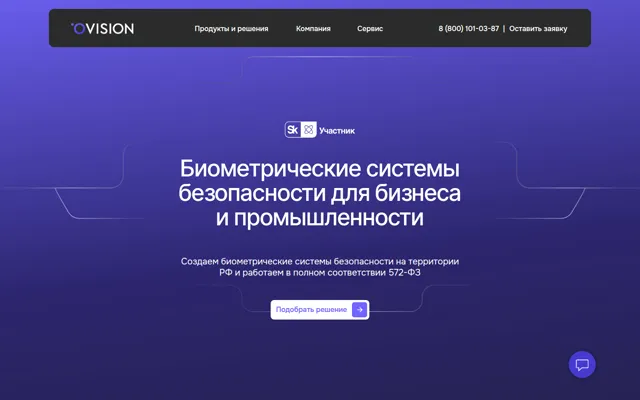 OVISION
Продукты и решения
Компания
Сервис
8 (800) 101-03-87 | Оставить заявку
Sk Участник
Биометрические системы
безопасности для бизнеса
и промышленности
Создаем биометрические системы безопасности на территории
РФ и работаем в полном соответствии 572-ФЗ
Подобрать решение